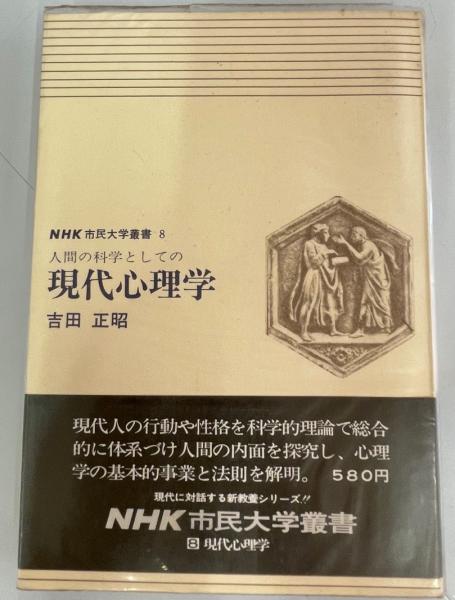 NHK市民大学叢書 8
人間の科学としての
現代心理学
吉田 正昭
現代人の行動や性格を科学的理論で総合
的に体系づけ人間の内面を探究し、心理
学の基本的事業と法則を解明。 580円
現代に対話する新教養シリーズ!!
NHK市民大学叢書
8 現代心理学